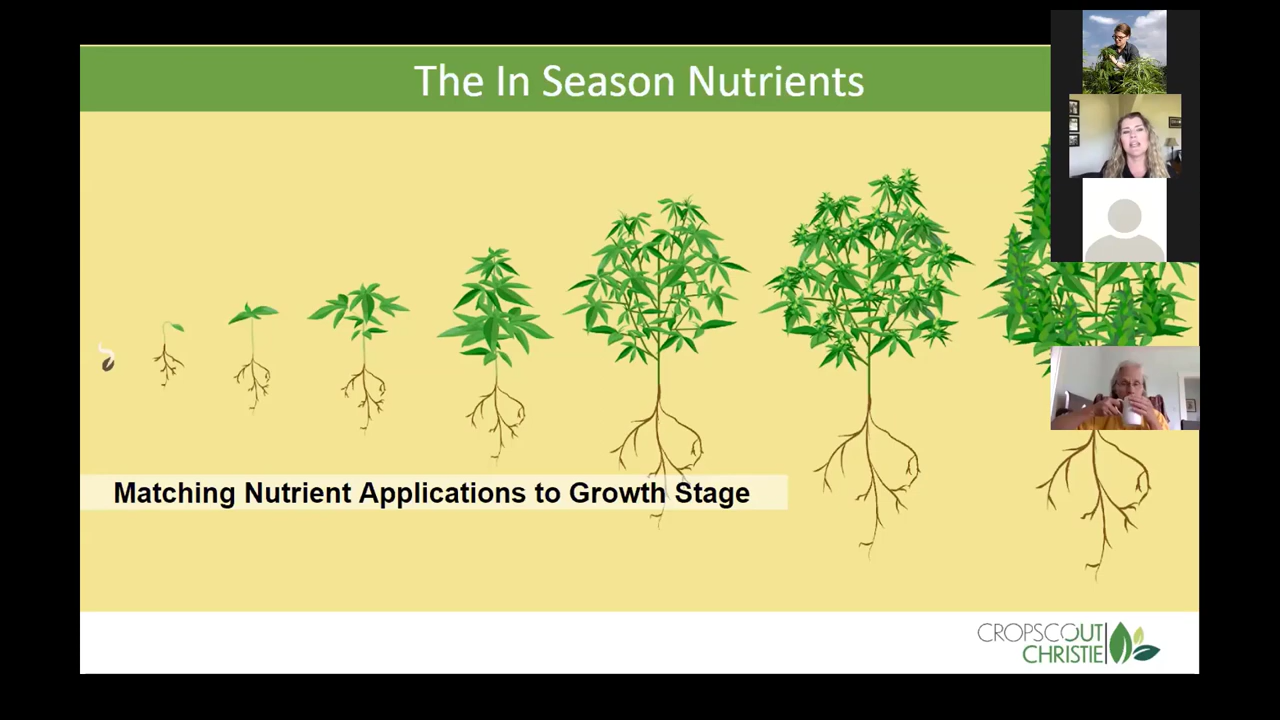 The In Season Nutrients
Matching Nutrient Applications to Growth Stage
CROPSCOUT
CHRISTIE